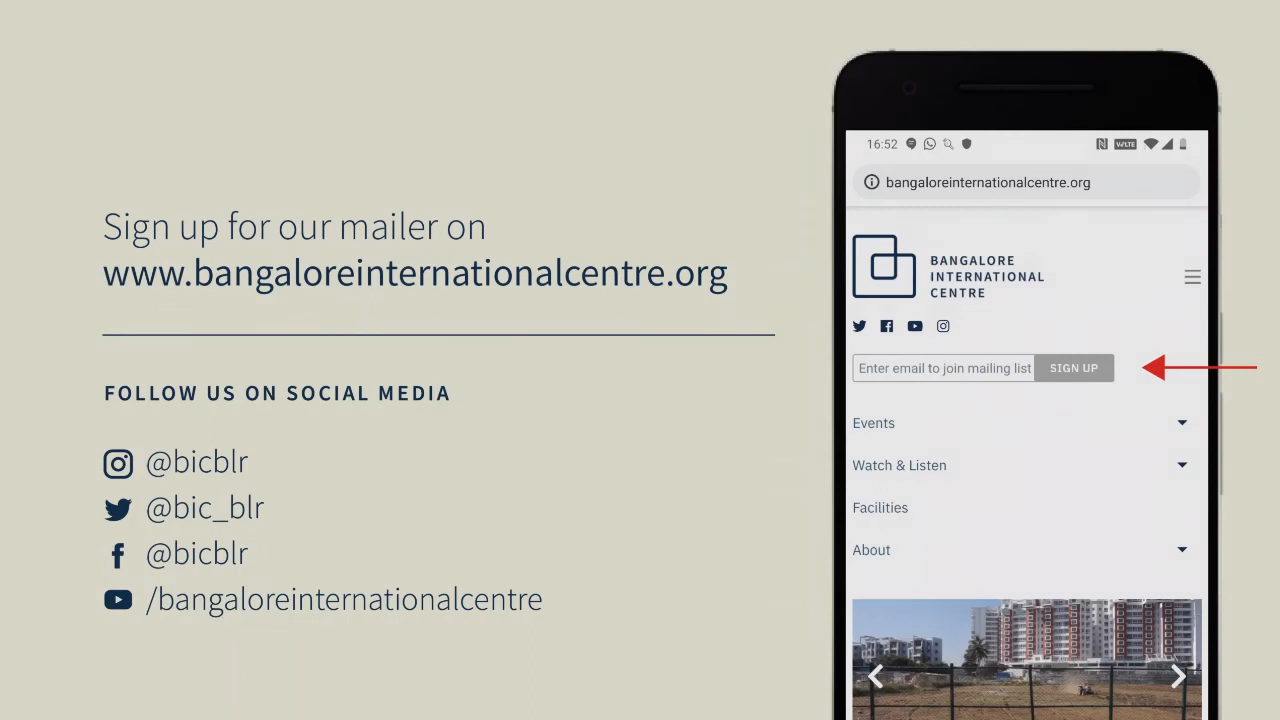 Sign up for our mailer on
www.bangaloreinternationalcentre.org
FOLLOW US ON SOCIAL MEDIA
@bicblr
@bic_blr
@bicblr
/bangaloreinternationalcentre
16:52
VoLTE
bangaloreinternationalcentre.org
BANGALORE
INTERNATIONAL
CENTRE
Enter email to join mailing list SIGN UP
Events
Watch & Listen
Facilities
About